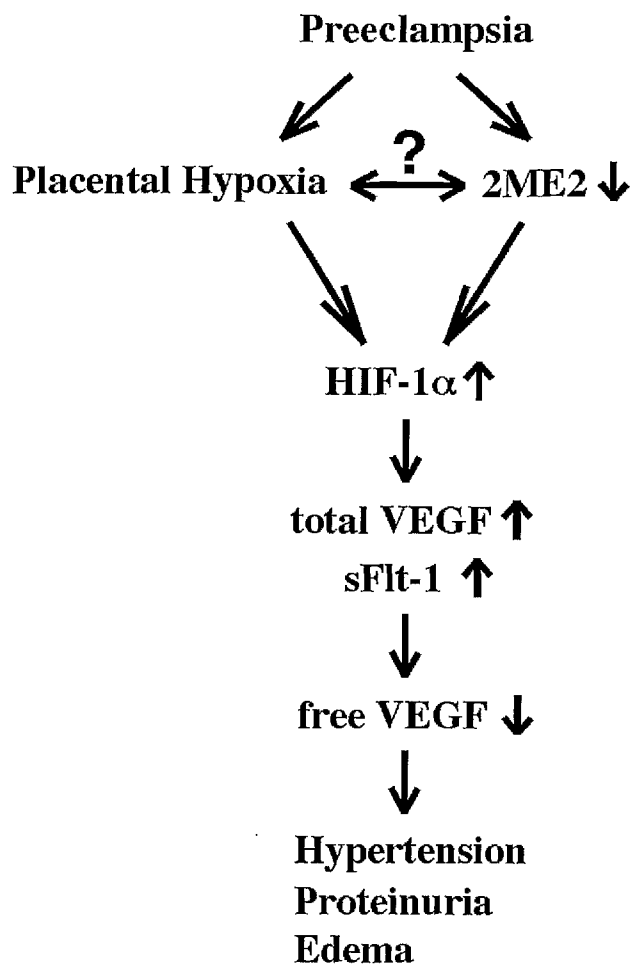 Preeclampsia
?
Placental Hypoxia 2ME2 ↓
HIF-1α ↑
total VEGF ↑
sFlt-1 ↑
free VEGF ↓
Hypertension
Proteinuria
Edema